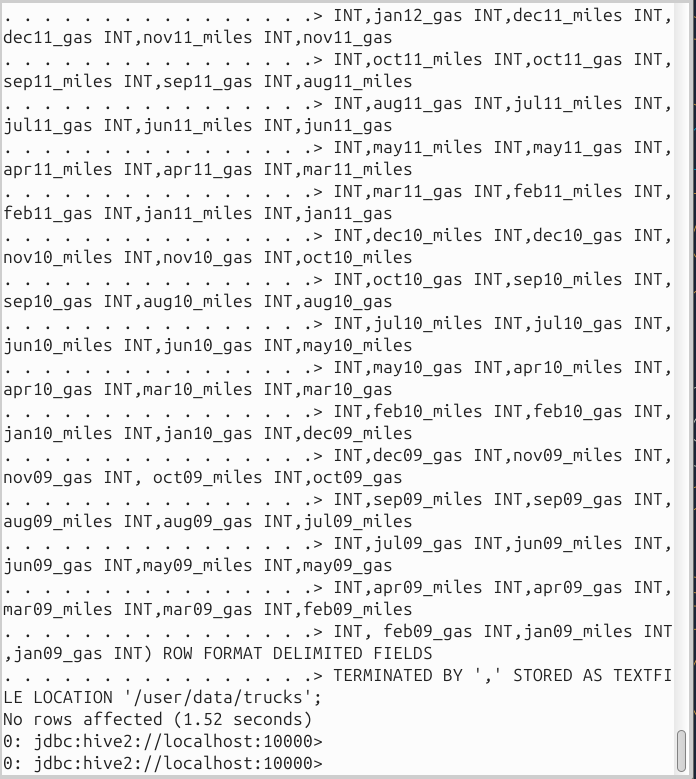 . . . . . . . . . . . . . . . .> INT,jan12_gas INT,dec11_miles INT,
dec11_gas INT,nov11_miles INT,nov11_gas
. . . . . . . . . . . . . . . .> INT,oct11_miles INT,oct11_gas INT,
sep11_miles INT,sep11_gas INT,aug11_miles
. . . . . . . . . . . . . . . .> INT,aug11_gas INT,jul11_miles INT,
jul11_gas INT,jun11_miles INT,jun11_gas
. . . . . . . . . . . . . . . .> INT,may11_miles INT,may11_gas INT,
apr11_miles INT,apr11_gas INT,mar11_miles
. . . . . . . . . . . . . . . .> INT,mar11_gas INT,feb11_miles INT,
feb11_gas INT,jan11_miles INT,jan11_gas
. . . . . . . . . . . . . . . .> INT,dec10_miles INT,dec10_gas INT,
nov10_miles INT,nov10_gas INT,oct10_miles
. . . . . . . . . . . . . . . .> INT,oct10_gas INT,sep10_miles INT,
sep10_gas INT,aug10_miles INT,aug10_gas
. . . . . . . . . . . . . . . .> INT,jul10_miles INT,jul10_gas INT,
jun10_miles INT,jun10_gas INT,may10_miles
. . . . . . . . . . . . . . . .> INT,may10_gas INT,apr10_miles INT,
apr10_gas INT,mar10_miles INT,mar10_gas
. . . . . . . . . . . . . . . .> INT,feb10_miles INT,feb10_gas INT,
jan10_miles INT,jan10_gas INT,dec09_miles
. . . . . . . . . . . . . . . .> INT,dec09_gas INT,nov09_miles INT,
nov09_gas INT, oct09_miles INT,oct09_gas
. . . . . . . . . . . . . . . .> INT,sep09_miles INT,sep09_gas INT,
aug09_miles INT,aug09_gas INT,jul09_miles
. . . . . . . . . . . . . . . .> INT,jul09_gas INT,jun09_miles INT,
jun09_gas INT,may09_miles INT,may09_gas
. . . . . . . . . . . . . . . .> INT,apr09_miles INT,apr09_gas INT,
mar09_miles INT,mar09_gas INT,feb09_miles
. . . . . . . . . . . . . . . .> INT, feb09_gas INT,jan09_miles INT
,jan09_gas INT) ROW FORMAT DELIMITED FIELDS
. . . . . . . . . . . . . . . .> TERMINATED BY ',' STORED AS TEXTFI
LE LOCATION '/user/data/trucks';
No rows affected (1.52 seconds)
0: jdbc:hive2://localhost:10000>
0: jdbc:hive2://localhost:10000>